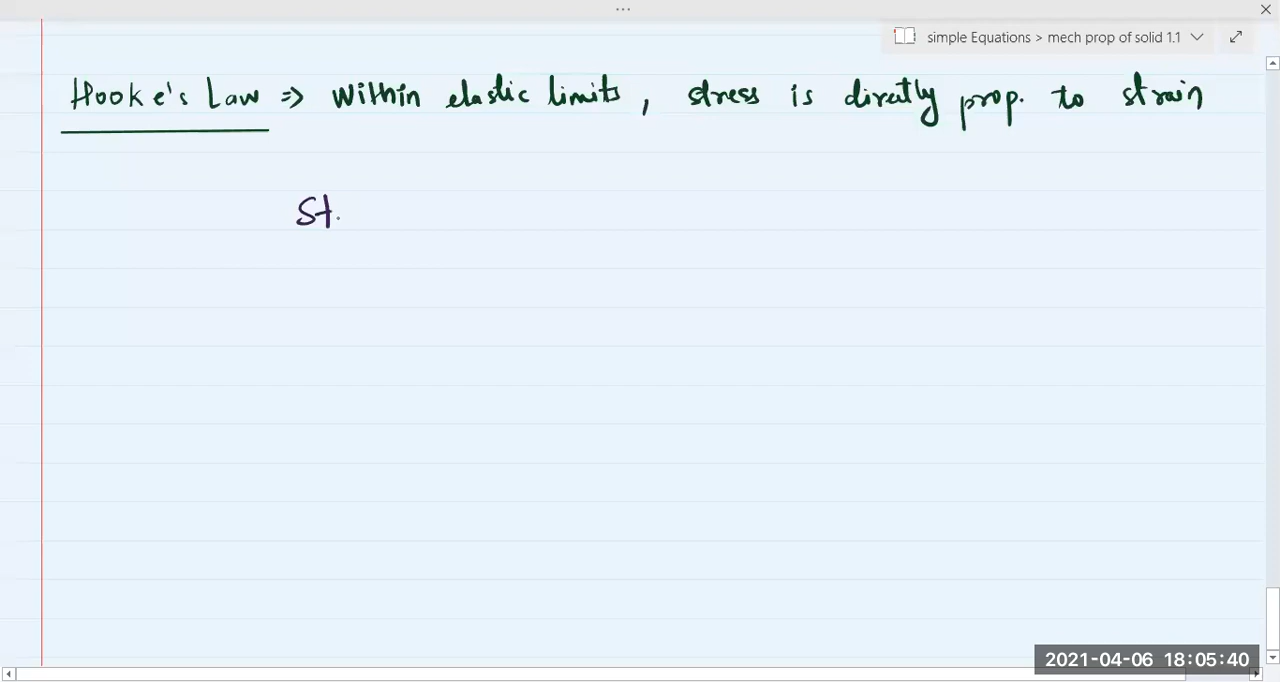 simple Equations > mech prop of solid 1.1
Hooke's Law ⇒ Within elastic limits, stress is directly prop. to strain
St
2021-04-06 18:05:40